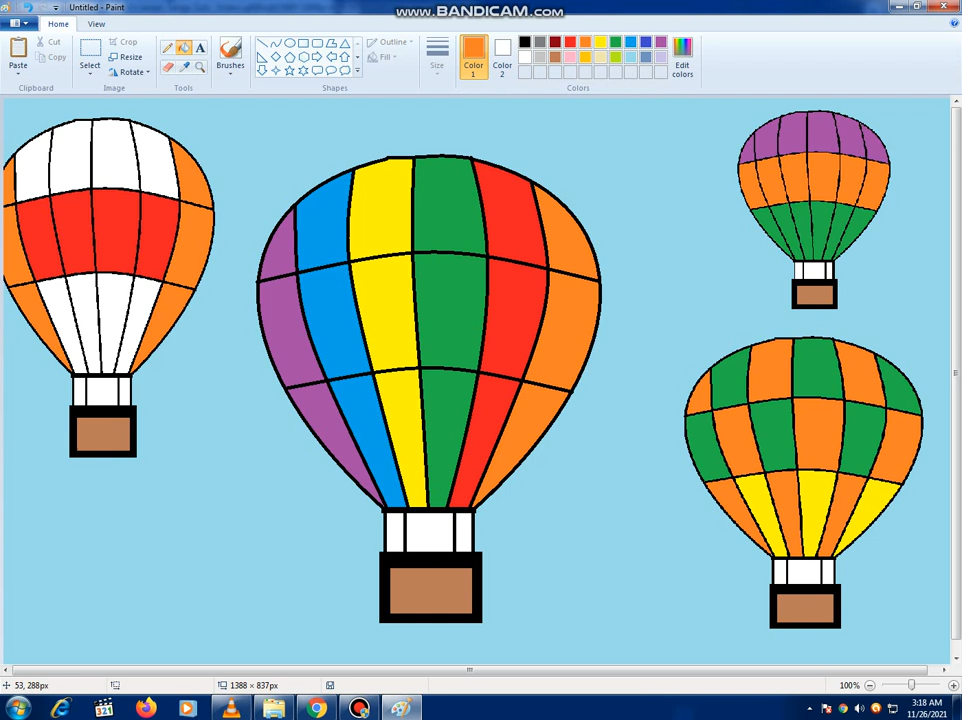 Untitled - Paint
WWW.BANDICAM.COM
Home View
Cut
Copy
Paste
Clipboard
Crop
Resize
Rotate
Select
Image
A
Tools
Brushes
Outline
Fill
Shapes
Size
Color 1
Color 2
Edit colors
Colors
53, 288px
1388 × 837px
100%
321
3:18 AM
11/26/2021